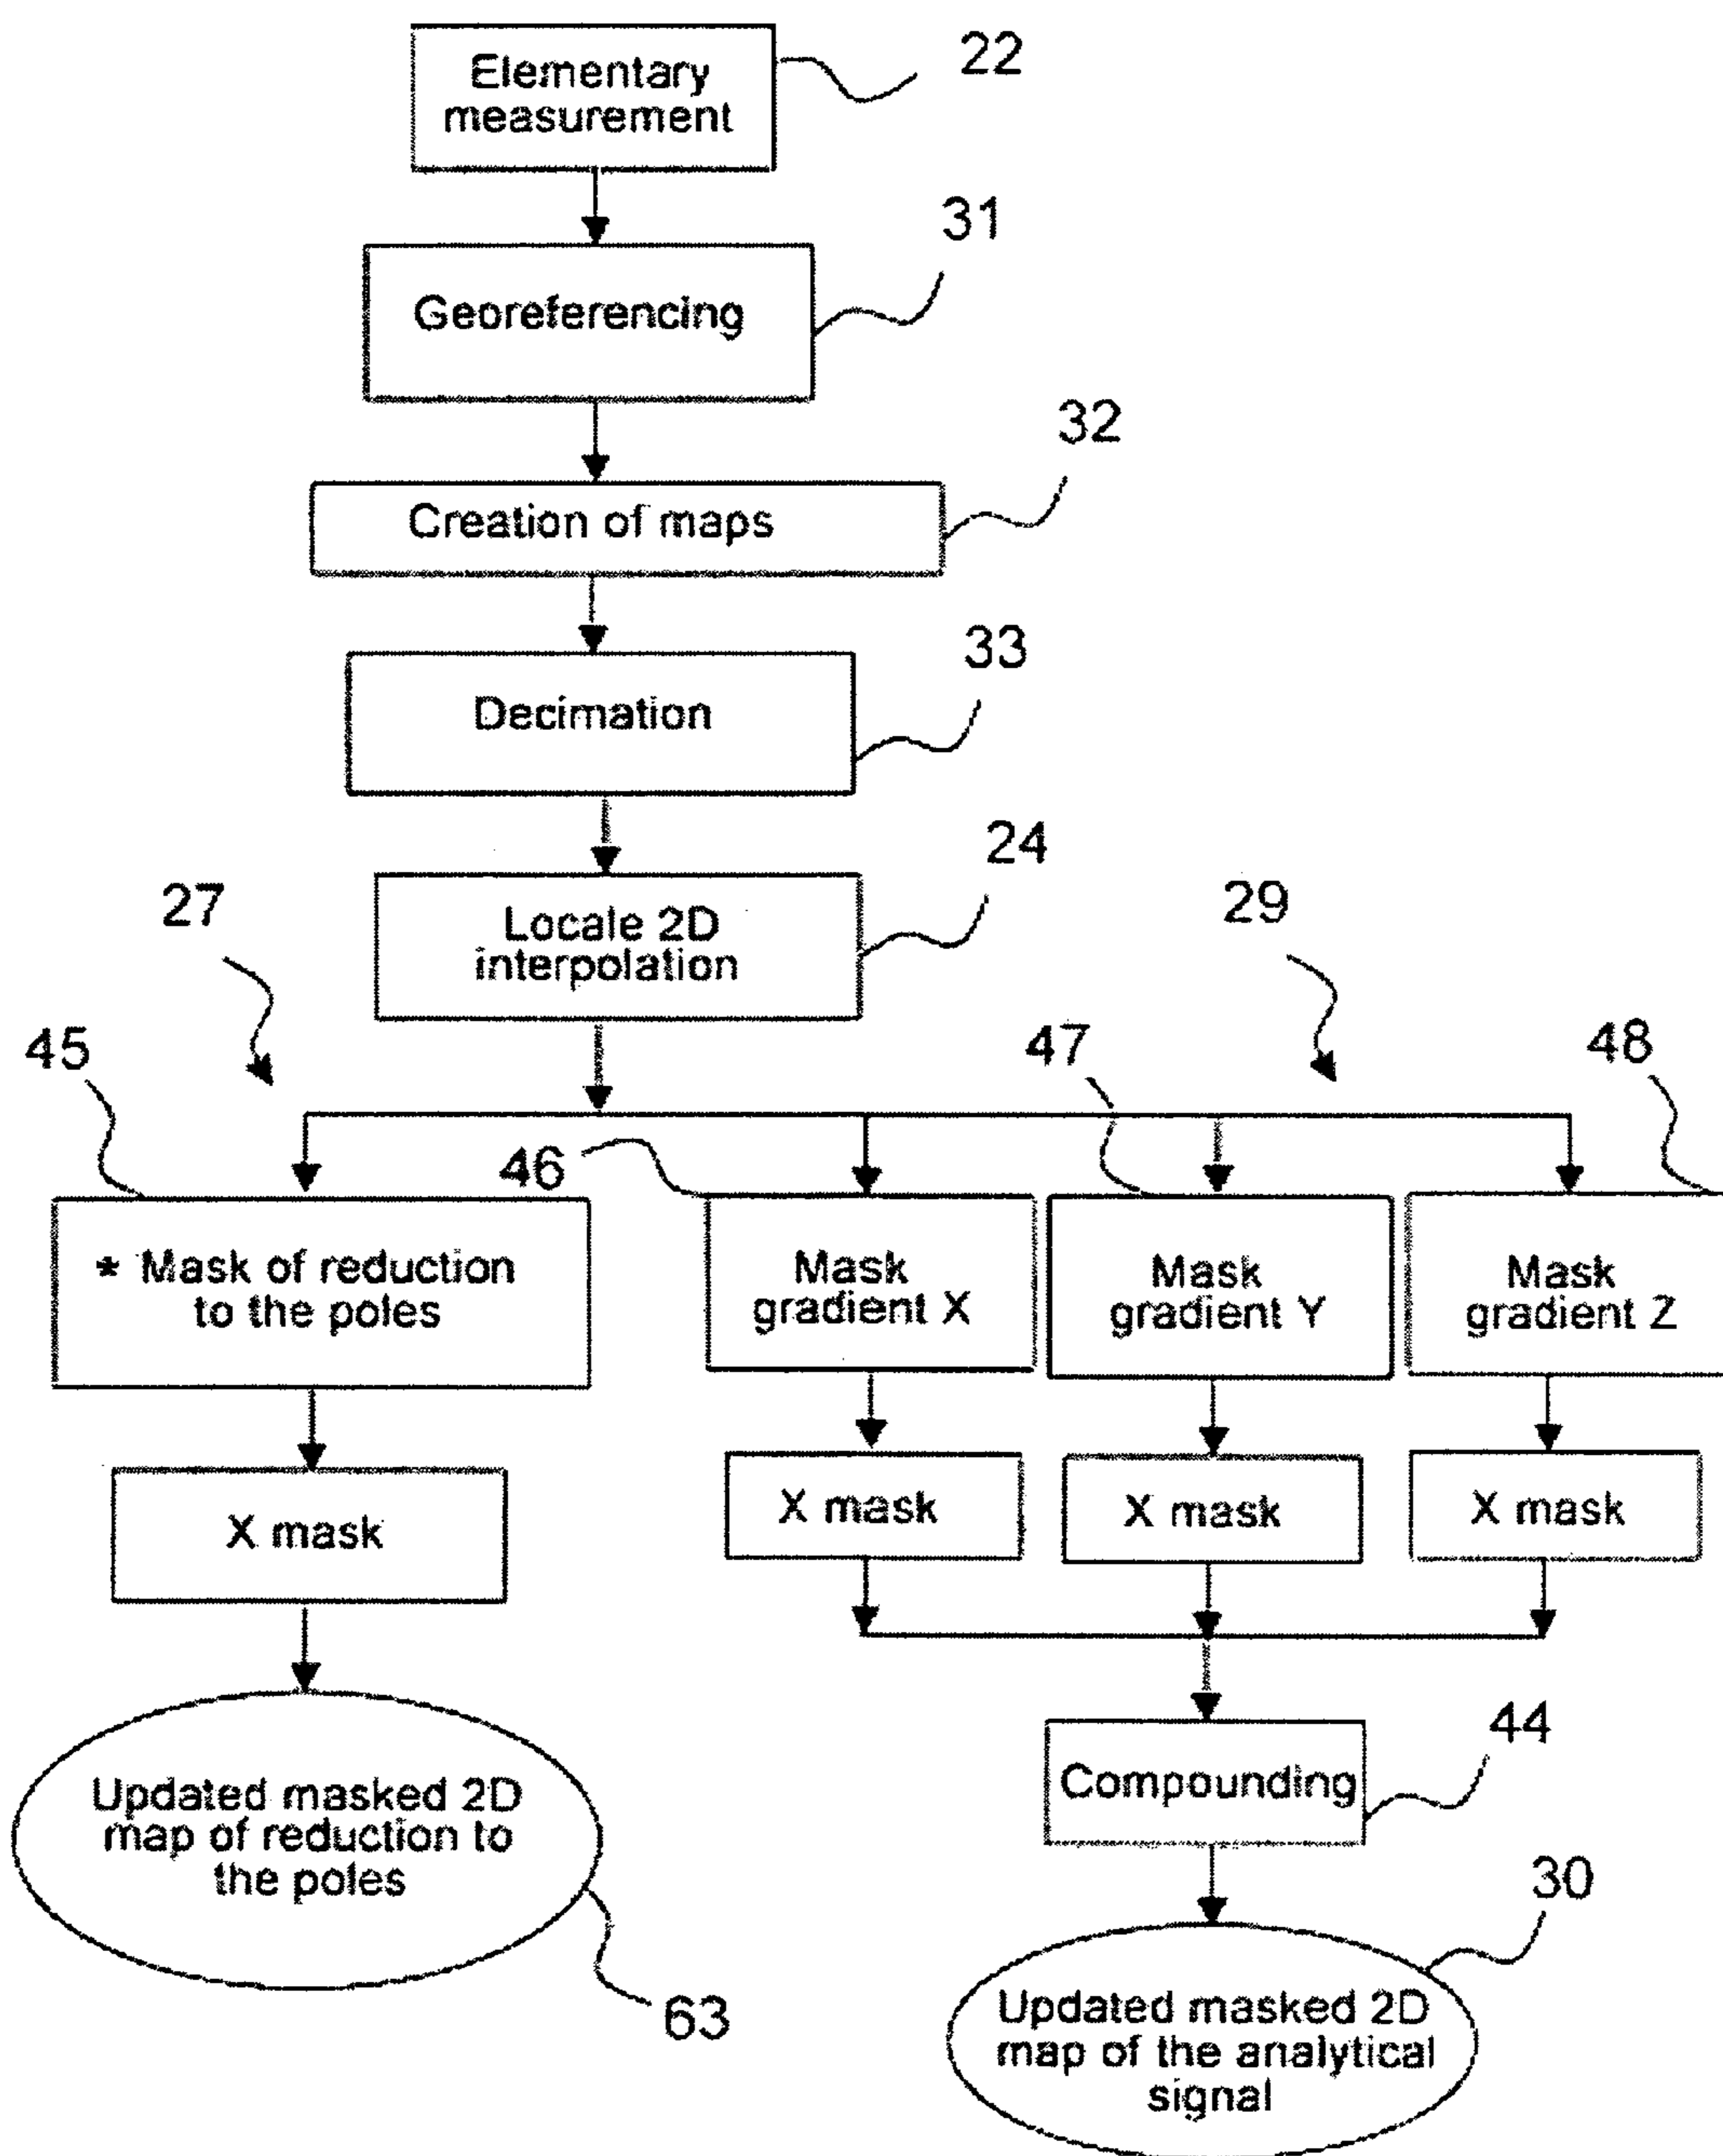 Elementary
measurement
22
31
Georeferencing
32
Creation of maps
33
Decimation
24
27
Locale 2D
interpolation
29
45
47
48
46
* Mask of reduction
to the poles
Mask
gradient X
Mask
gradient Y
Mask
gradient Z
X mask
X mask
X mask
X mask
44
Updated masked 2D
map of reduction to
the poles
Compounding
30
63
Updated masked 2D
map of the analytical
signal